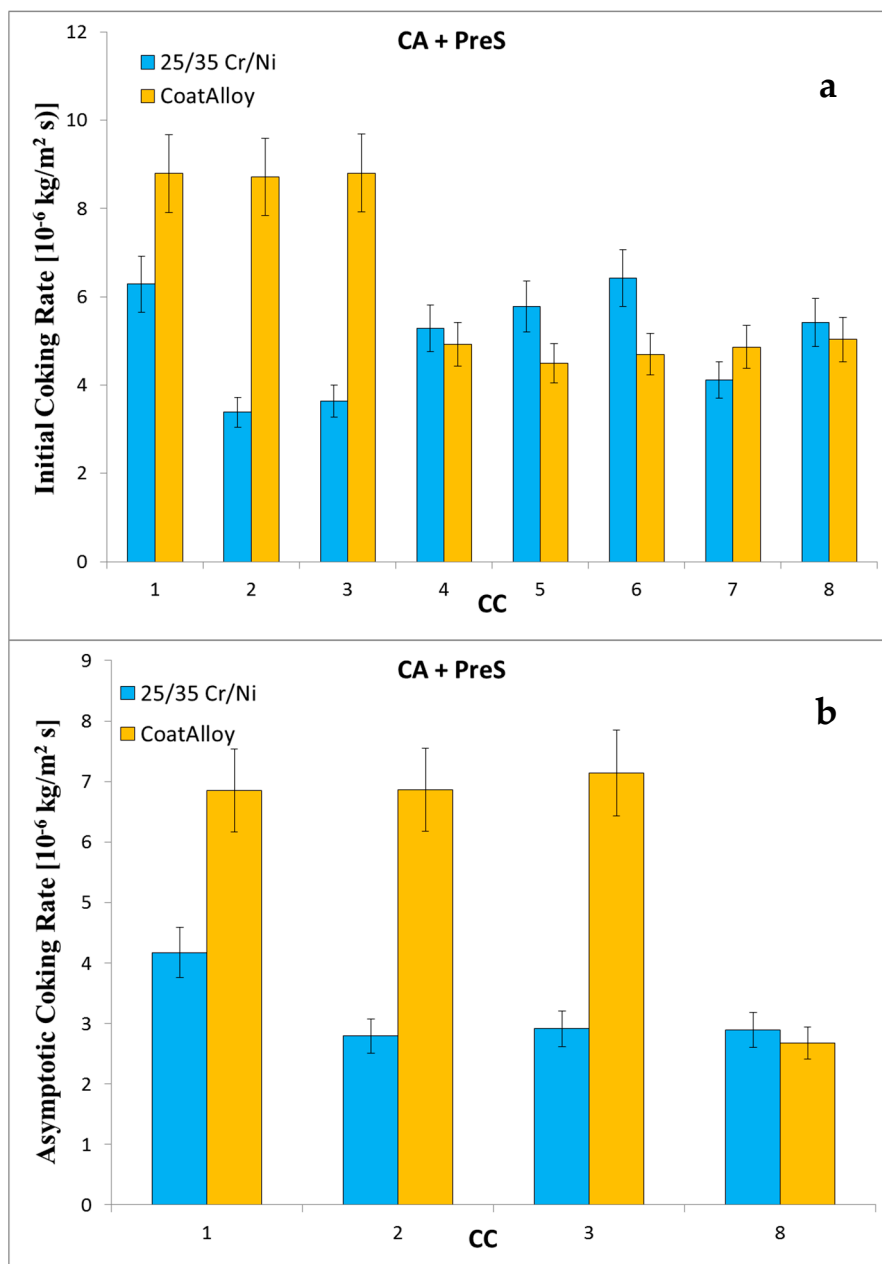 CA + PreS
25/35 Cr/Ni
CoatAlloy
a
Initial Coking Rate [10⁻⁶ kg/m² s)]
12
10
8
6
4
2
0
1 2 3 4 5 6 7 8
CC
CA + PreS
25/35 Cr/Ni
CoatAlloy
b
Asymptotic Coking Rate [10⁻⁶ kg/m² s]
9
8
7
6
5
4
3
2
1
0
1 2 3 8
CC